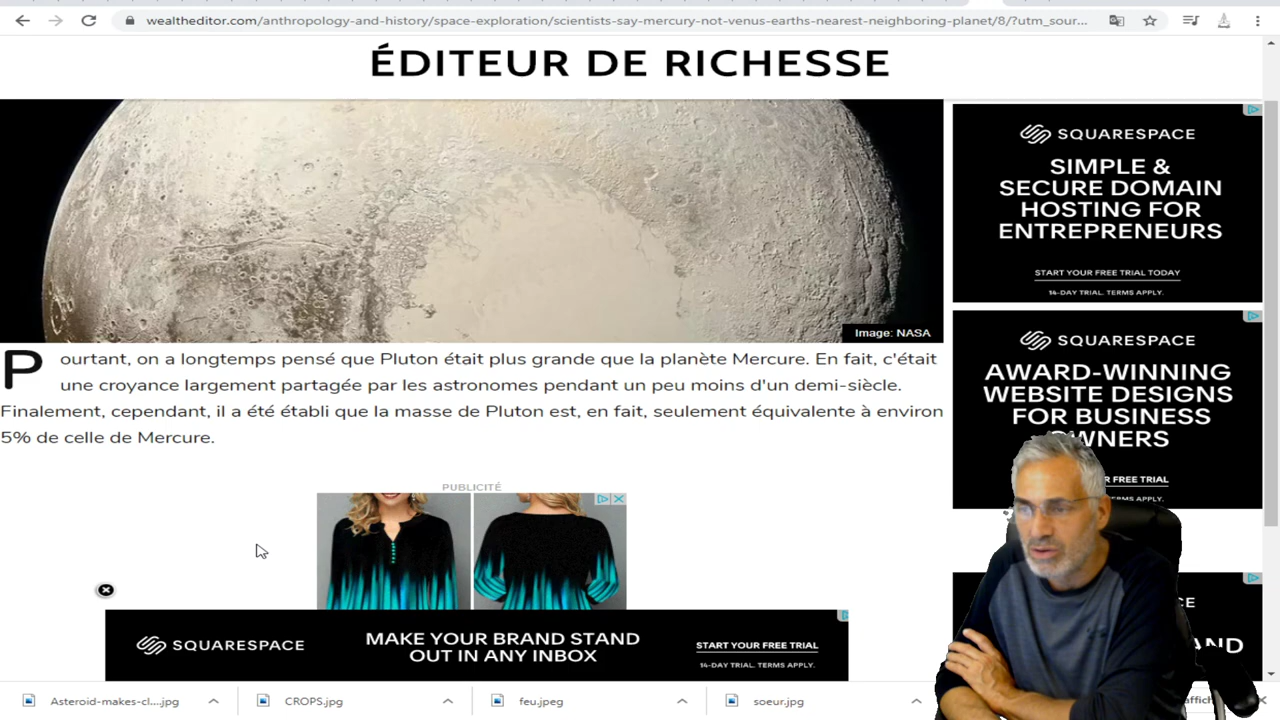 wealtheditor.com/anthropology-and-history/space-exploration/scientists-say-mercury-not-venus-earths-nearest-neighboring-planet/8/?utm_sour...
ÉDITEUR DE RICHESSE
Image: NASA
Pourtant, on a longtemps pensé que Pluton était plus grande que la planète Mercure. En fait, c'était
une croyance largement partagée par les astronomes pendant un peu moins d'un demi-siècle.
Finalement, cependant, il a été établi que la masse de Pluton est, en fait, seulement équivalente à environ
5% de celle de Mercure.
PUBLICITÉ
SQUARESPACE
MAKE YOUR BRAND STAND
OUT IN ANY INBOX
START YOUR FREE TRIAL
14-DAY TRIAL. TERMS APPLY.
SQUARESPACE
SIMPLE &
SECURE DOMAIN
HOSTING FOR
ENTREPRENEURS
START YOUR FREE TRIAL TODAY
14-DAY TRIAL. TERMS APPLY.
SQUARESPACE
AWARD-WINNING
WEBSITE DESIGNS
FOR BUSINESS
OWNERS
R FREE TRIAL
TERMS APPLY.
CE
AND
Asteroid-makes-cl....jpg
CROPS.jpg
feu.jpeg
soeur.jpg